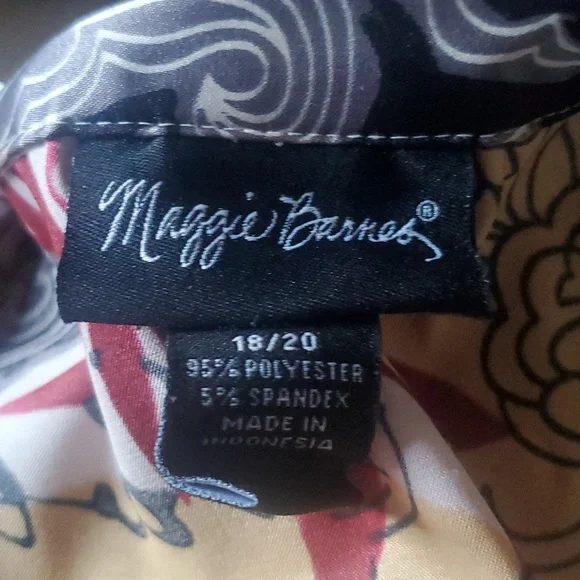 Maggie Barnes®
18/20
95% POLYESTER
5% SPANDEX
MADE IN
INDONESIA